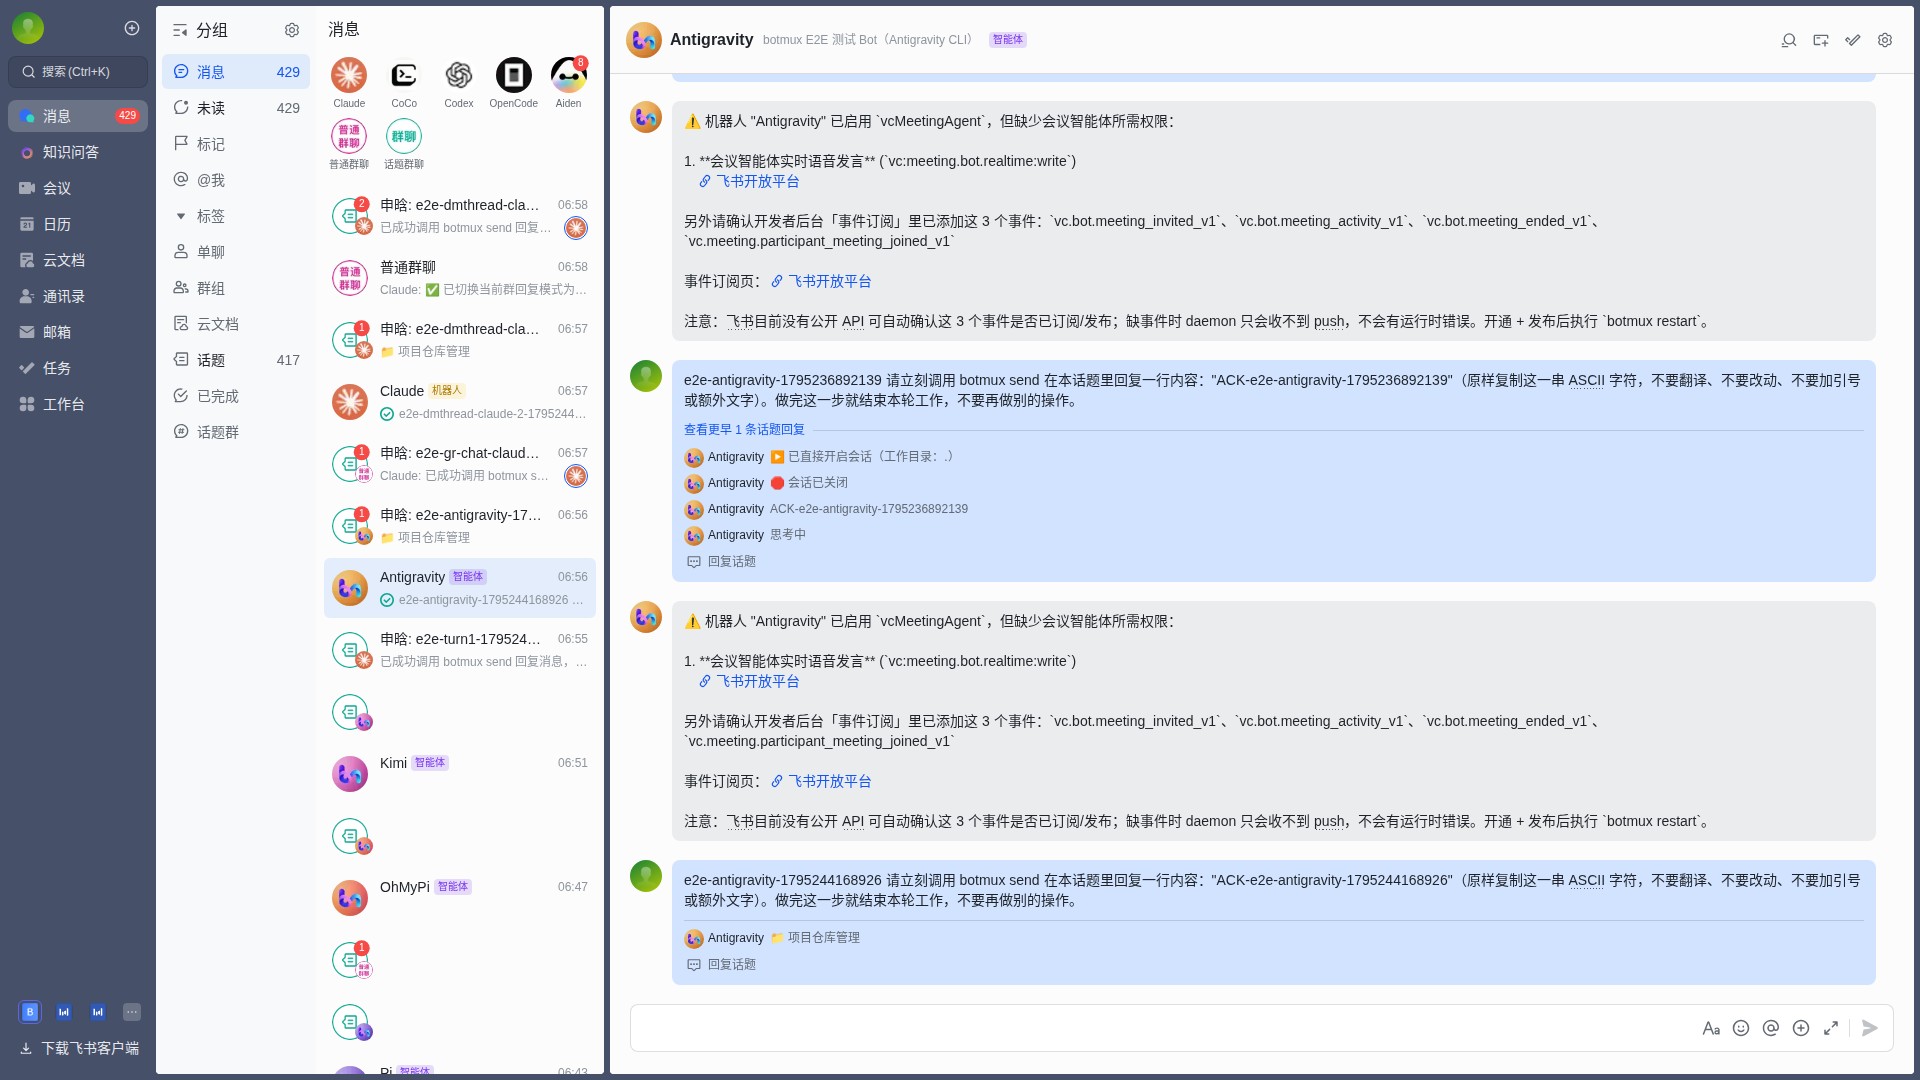 搜索 (Ctrl+K)
消息 429
知识问答
会议
日历
云文档
通讯录
邮箱
任务
工作台
下载飞书客户端
分组
消息 429
未读 429
标记
@我
标签
单聊
群组
云文档
话题 417
已完成
话题群
消息
8
Claude CoCo Codex OpenCode Aiden
普通群聊 群聊
普通群聊 话题群聊
2 申晗: e2e-dmthread-cla... 06:58
已成功调用 botmux send 回复...
普通群聊 普通群聊 06:58
Claude: ✅ 已切换当前群回复模式为...
1 申晗: e2e-dmthread-cla... 06:57
📁 项目仓库管理
Claude 机器人 06:57
e2e-dmthread-claude-2-1795244...
1 申晗: e2e-gr-chat-claud... 06:57
Claude: 已成功调用 botmux s...
1 申晗: e2e-antigravity-17... 06:56
📁 项目仓库管理
Antigravity 智能体 06:56
e2e-antigravity-1795244168926 ...
申晗: e2e-turn1-179524... 06:55
已成功调用 botmux send 回复消息，...
Kimi 智能体 06:51
OhMyPi 智能体 06:47
1
Pi 智能体 06:43
Antigravity botmux E2E 测试 Bot（Antigravity CLI） 智能体
⚠️ 机器人 "Antigravity" 已启用 `vcMeetingAgent`，但缺少会议智能体所需权限：
1. **会议智能体实时语音发言** (`vc:meeting.bot.realtime:write`)
飞书开放平台
另外请确认开发者后台「事件订阅」里已添加这 3 个事件：`vc.bot.meeting_invited_v1`、`vc.bot.meeting_activity_v1`、`vc.bot.meeting_ended_v1`、
`vc.meeting.participant_meeting_joined_v1`
事件订阅页： 飞书开放平台
注意：飞书目前没有公开 API 可自动确认这 3 个事件是否已订阅/发布；缺事件时 daemon 只会收不到 push，不会有运行时错误。开通 + 发布后执行 `botmux restart`。
e2e-antigravity-1795236892139 请立刻调用 botmux send 在本话题里回复一行内容："ACK-e2e-antigravity-1795236892139"（原样复制这一串 ASCII 字符，不要翻译、不要改动、不要加引号
或额外文字）。做完这一步就结束本轮工作，不要再做别的操作。
查看更早 1 条话题回复
Antigravity ▶️ 已直接开启会话（工作目录：.）
Antigravity 🛑 会话已关闭
Antigravity ACK-e2e-antigravity-1795236892139
Antigravity 思考中
回复话题
⚠️ 机器人 "Antigravity" 已启用 `vcMeetingAgent`，但缺少会议智能体所需权限：
1. **会议智能体实时语音发言** (`vc:meeting.bot.realtime:write`)
飞书开放平台
另外请确认开发者后台「事件订阅」里已添加这 3 个事件：`vc.bot.meeting_invited_v1`、`vc.bot.meeting_activity_v1`、`vc.bot.meeting_ended_v1`、
`vc.meeting.participant_meeting_joined_v1`
事件订阅页： 飞书开放平台
注意：飞书目前没有公开 API 可自动确认这 3 个事件是否已订阅/发布；缺事件时 daemon 只会收不到 push，不会有运行时错误。开通 + 发布后执行 `botmux restart`。
e2e-antigravity-1795244168926 请立刻调用 botmux send 在本话题里回复一行内容："ACK-e2e-antigravity-1795244168926"（原样复制这一串 ASCII 字符，不要翻译、不要改动、不要加引号
或额外文字）。做完这一步就结束本轮工作，不要再做别的操作。
Antigravity 📁 项目仓库管理
回复话题